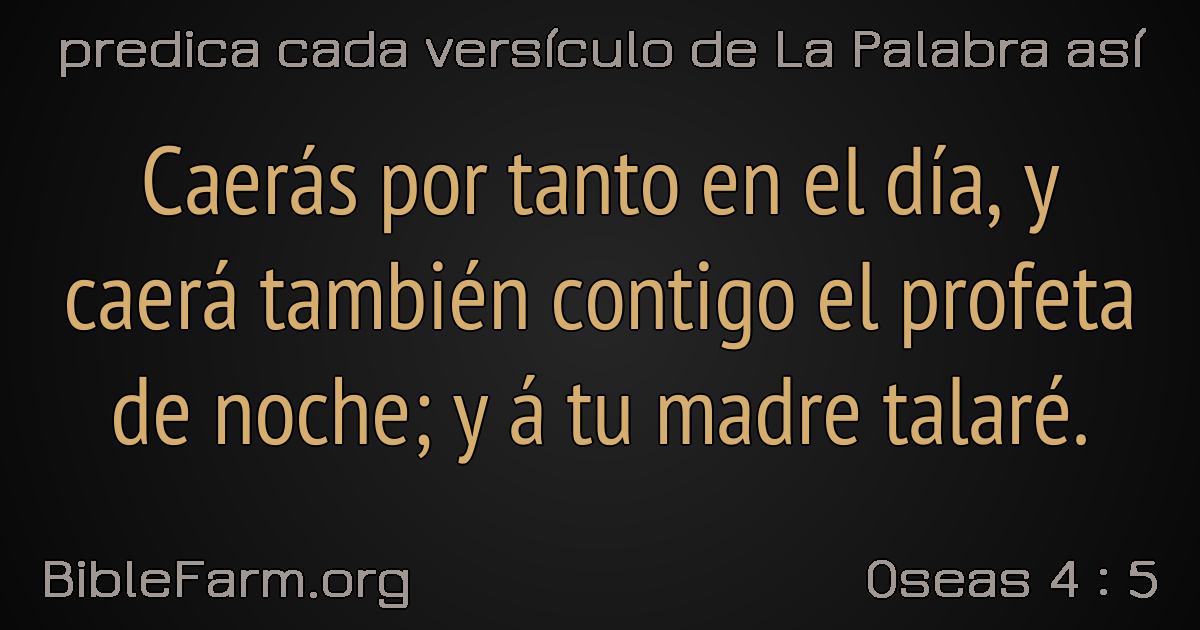 predica cada versículo de La Palabra así
Caerás por tanto en el día, y
caerá también contigo el profeta
de noche; y á tu madre talaré.
BibleFarm.org
Oseas 4 : 5